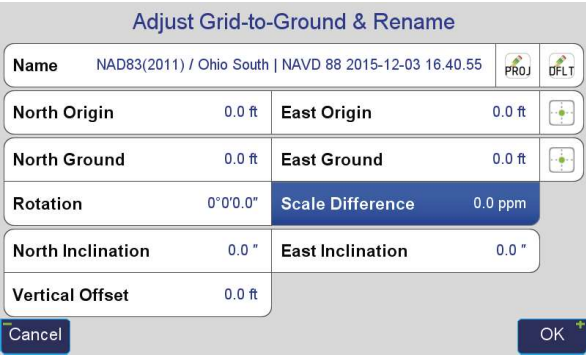 Adjust Grid-to-Ground & Rename
Name NAD83(2011) / Ohio South | NAVD 88 2015-12-03 16.40.55 PROJ DFLT
North Origin 0.0 ft East Origin 0.0 ft
North Ground 0.0 ft East Ground 0.0 ft
Rotation 0°0'0.0" Scale Difference 0.0 ppm
North Inclination 0.0 " East Inclination 0.0 "
Vertical Offset 0.0 ft
Cancel OK